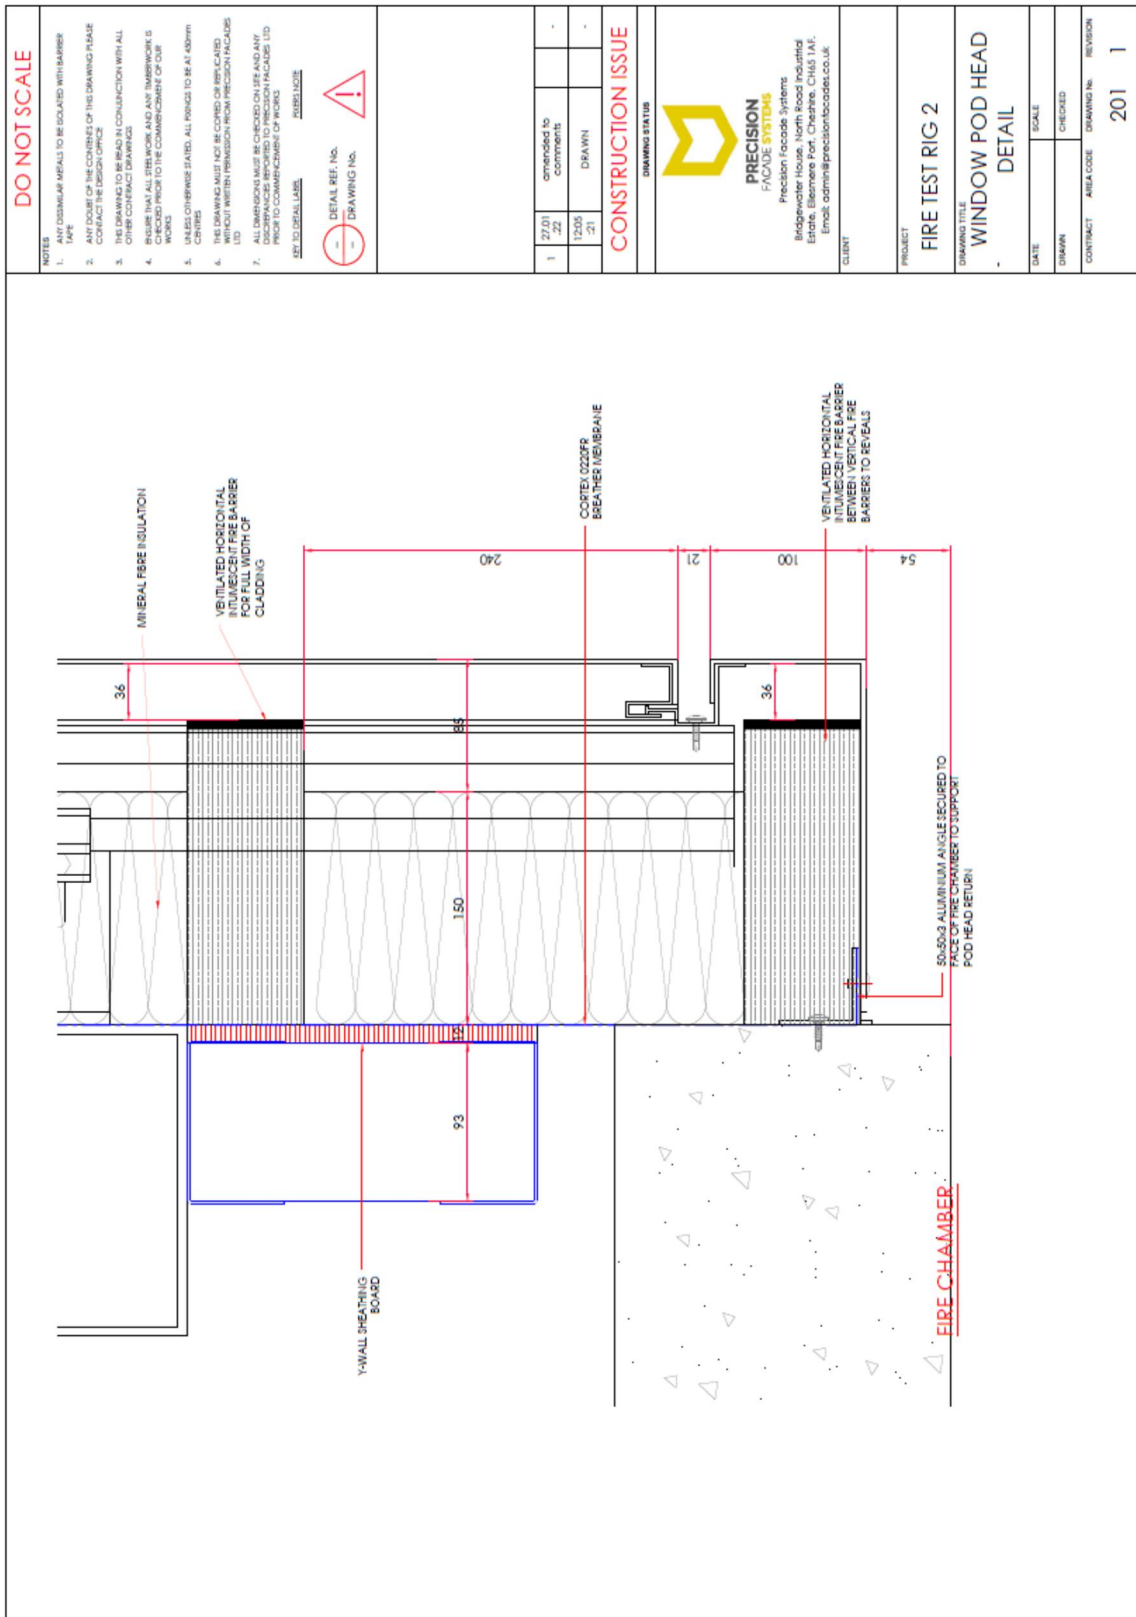 DO NOT SCALE
NOTES
1. ANY DISSIMILAR METALS TO BE ISOLATED WITH BARRIER
TAPE
2. ANY DOUBT OF THE CONTENTS OF THIS DRAWING PLEASE
CONTACT THE DESIGN OFFICE
3. THIS DRAWING TO BE READ IN CONJUNCTION WITH ALL
OTHER CONTRACT DRAWINGS
4. ENSURE THAT ALL STEELWORK AND ANY TIMBERWORK IS
CHECKED PRIOR TO THE COMMENCEMENT OF OUR
WORKS
5. UNLESS OTHERWISE STATED, ALL FIXINGS TO BE AT 450mm
CENTRES
6. THIS DRAWING MUST NOT BE COPIED OR REPLICATED
WITHOUT WRITTEN PERMISSION FROM PRECISION FACADES
LTD
7. ALL DIMENSIONS MUST BE CHECKED ON SITE AND ANY
DISCREPANCIES REPORTED TO PRECISION FACADES LTD
PRIOR TO COMMENCEMENT OF WORKS
KEY TO DETAIL LABEL
FIXERS NOTE
DETAIL REF. No.
DRAWING No.
1 27.01
.22 amended to
comments -
12:05
:21 DRAWN -
CONSTRUCTION ISSUE
DRAWING STATUS
PRECISION
FACADE SYSTEMS
Precision Facade Systems
Bridgewater House, North Road Industrial
Estate, Ellesmere Port, Cheshire, CH65 1AF.
Email: admin@precisionfacades.co.uk
CLIENT
PROJECT
FIRE TEST RIG 2
DRAWING TITLE
WINDOW POD HEAD
- DETAIL
DATE SCALE
DRAWN CHECKED
CONTRACT AREA CODE DRAWING No. REVISION
201 1
MINERAL FIBRE INSULATION
VENTILATED HORIZONTAL
INTUMESCENT FIRE BARRIER
FOR FULL WIDTH OF
CLADDING
36
240
CORTEX 0220FR
BREATHER MEMBRANE
21
100
54
VENTILATED HORIZONTAL
INTUMESCENT FIRE BARRIER
BETWEEN VERTICAL FIRE
BARRIERS TO REVEALS
36
85
150
12
93
50x50x3 ALUMINIUM ANGLE SECURED TO
FACE OF FIRE CHAMBER TO SUPPORT
POD HEAD RETURN
Y-WALL SHEATHING
BOARD
FIRE CHAMBER